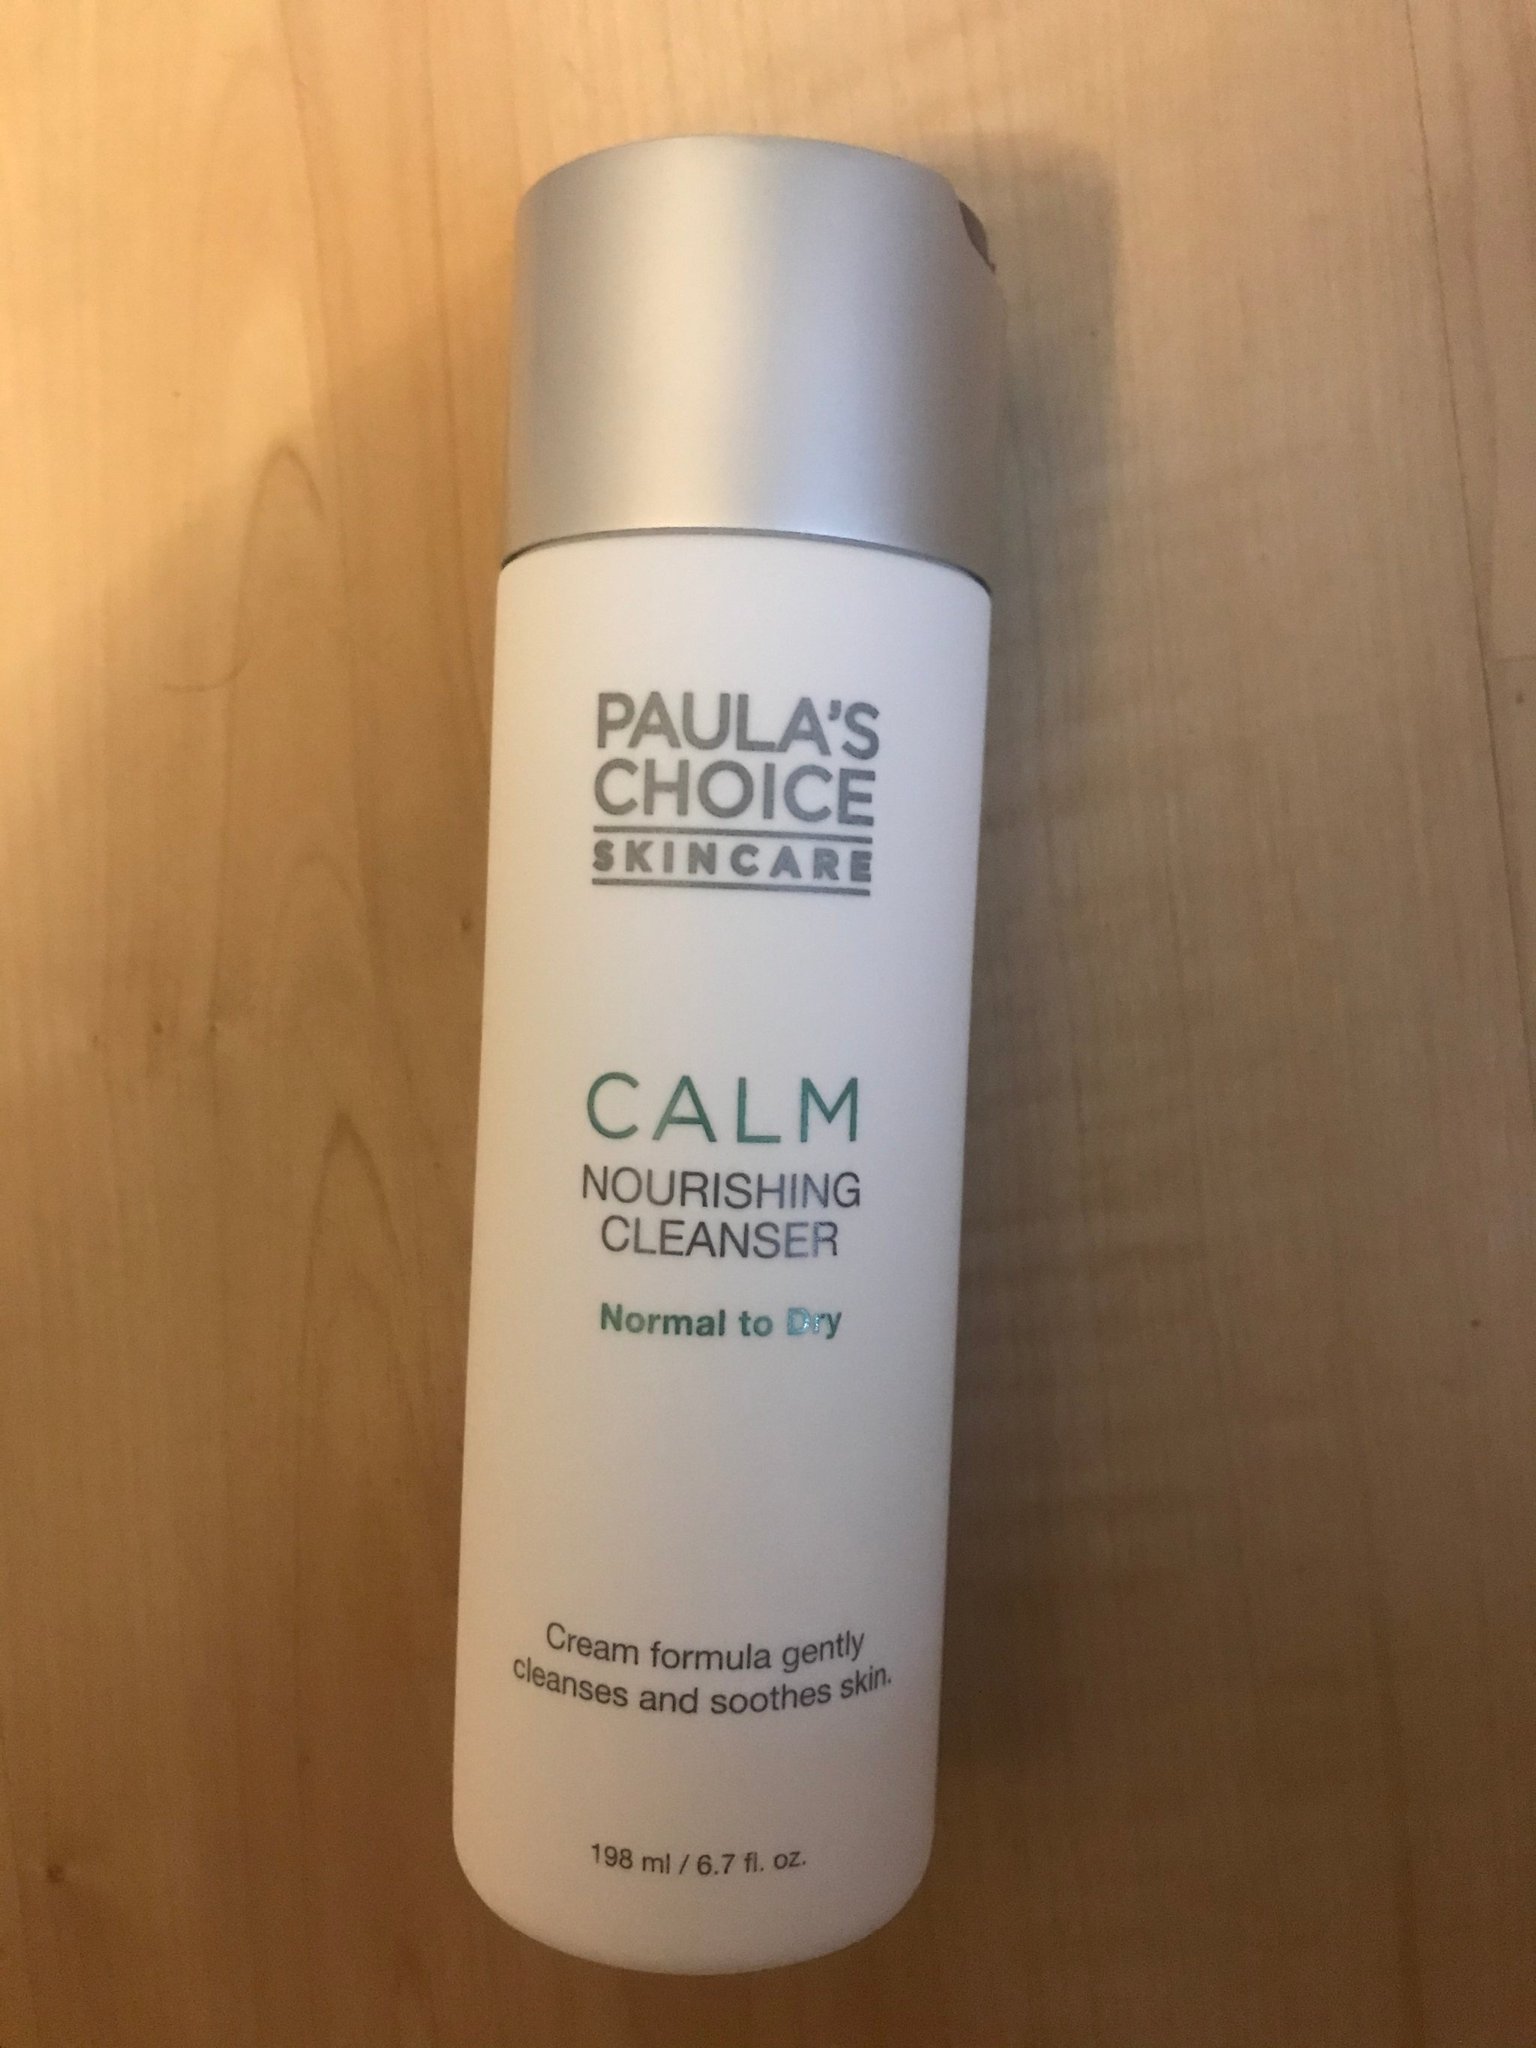 PAULA'S
CHOICE
SKINCARE
CALM
NOURISHING
CLEANSER
Normal to Dry
Cream formula gently
cleanses and soothes skin.
198 ml / 6.7 fl. oz.